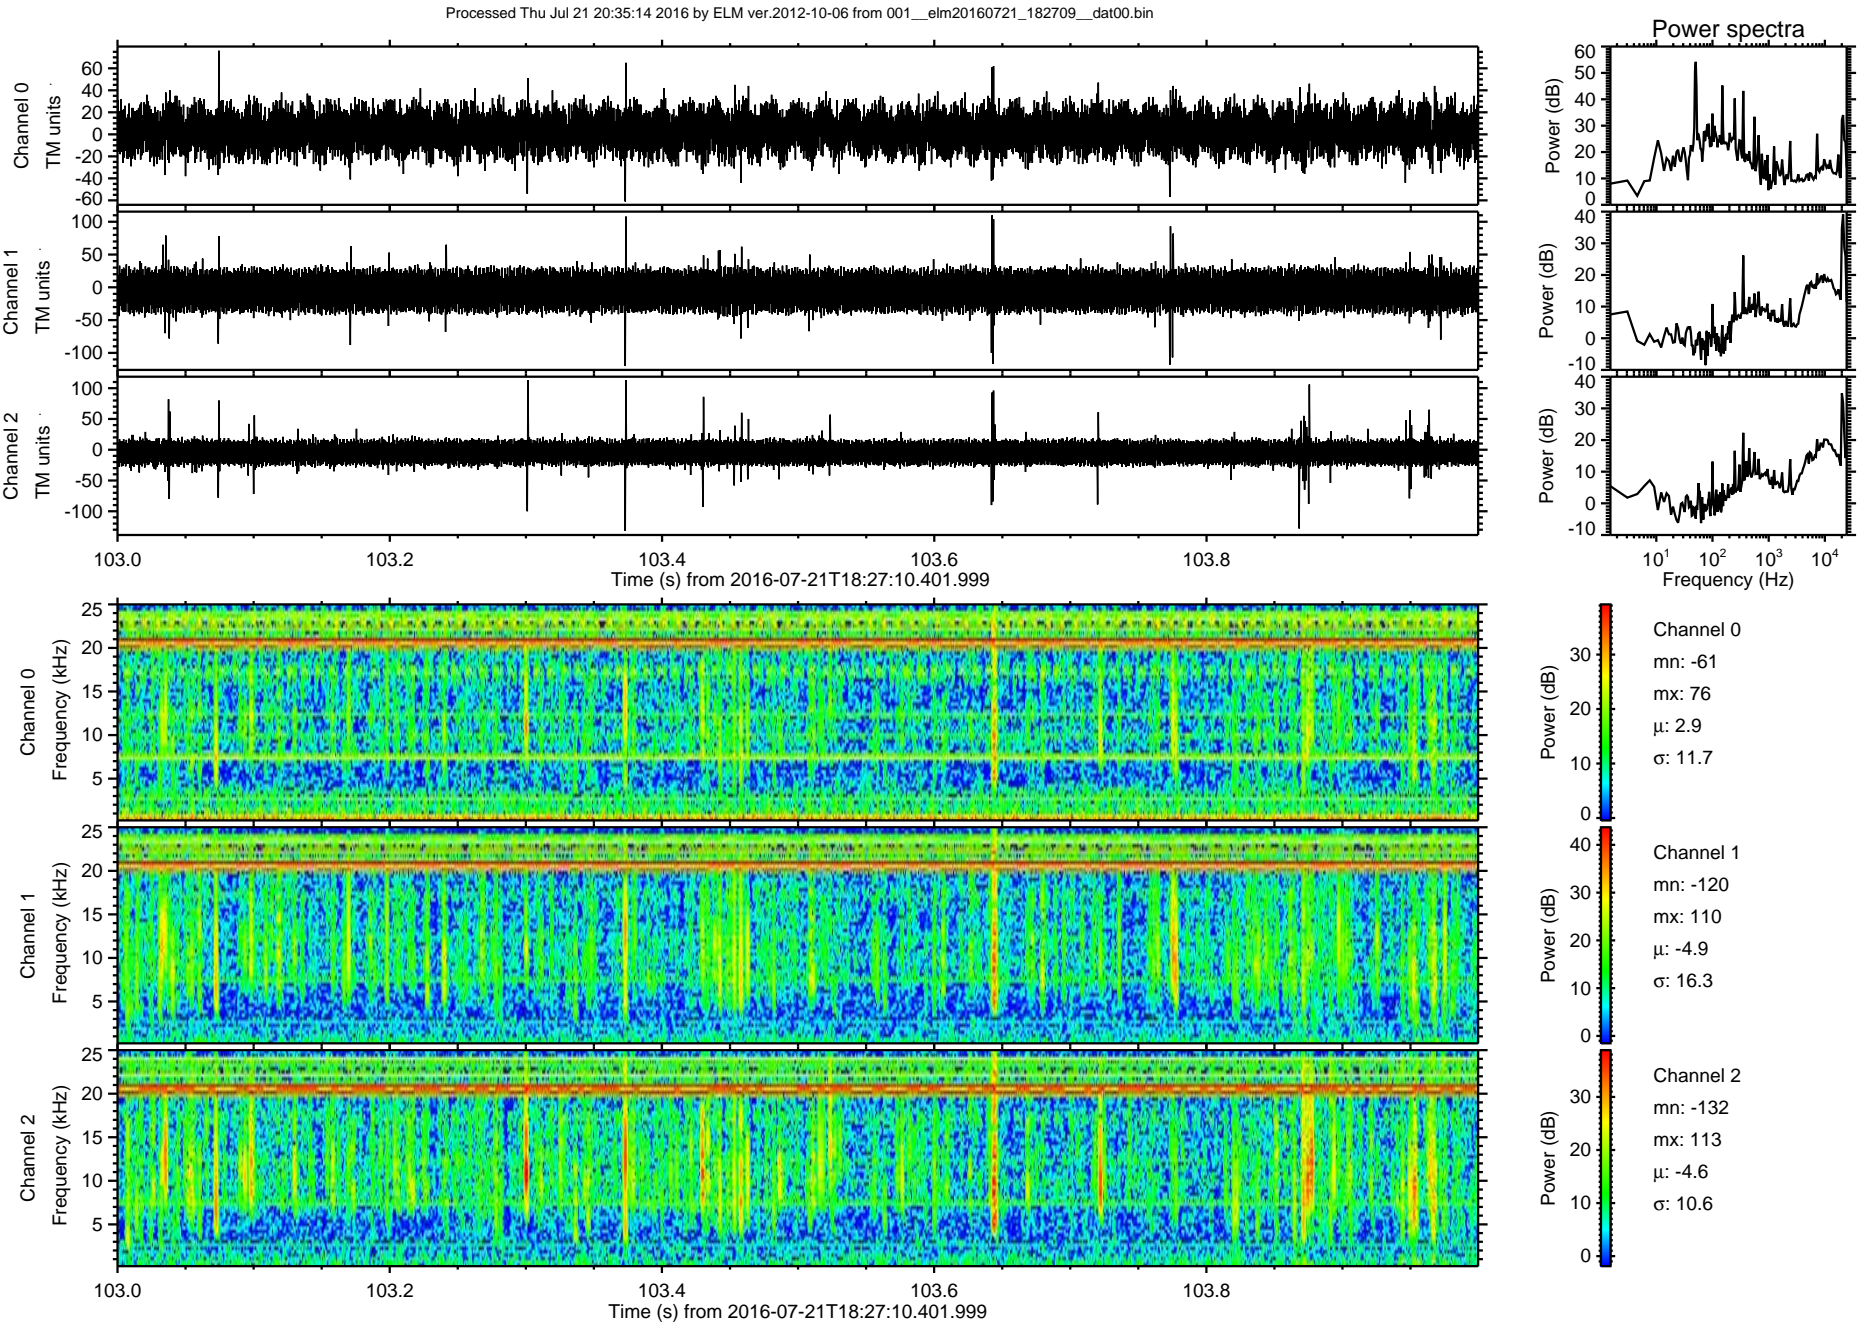 Processed Thu Jul 21 20:35:14 2016 by ELM ver.2012-10-06 from 001__elm20160721_182709__dat00.bin
Power spectra
Channel 0
TM units
60
40
20
0
-20
-40
-60
Power (dB)
60
50
40
30
20
10
0
Channel 1
TM units
100
50
0
-50
-100
Power (dB)
40
30
20
10
0
-10
Channel 2
TM units
100
50
0
-50
-100
Power (dB)
40
30
20
10
0
-10
103.0 103.2 103.4 103.6 103.8
Time (s) from 2016-07-21T18:27:10.401.999
10^1 10^2 10^3 10^4
Frequency (Hz)
Channel 0
Frequency (kHz)
25
20
15
10
5
Power (dB)
30
20
10
0
Channel 0
mn: -61
mx: 76
μ: 2.9
σ: 11.7
Channel 1
Frequency (kHz)
25
20
15
10
5
Power (dB)
40
30
20
10
0
Channel 1
mn: -120
mx: 110
μ: -4.9
σ: 16.3
Channel 2
Frequency (kHz)
25
20
15
10
5
Power (dB)
30
20
10
0
Channel 2
mn: -132
mx: 113
μ: -4.6
σ: 10.6
103.0 103.2 103.4 103.6 103.8
Time (s) from 2016-07-21T18:27:10.401.999